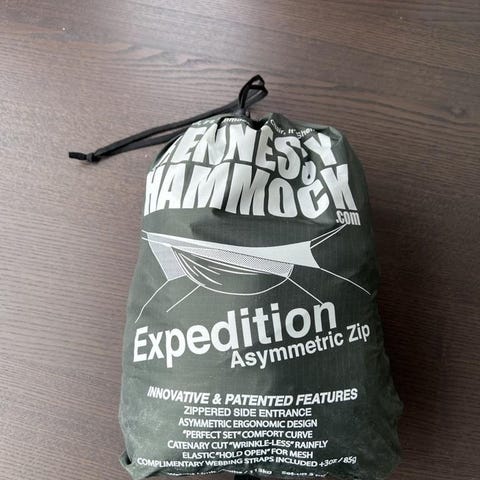 HENNESSY
HAMMOCK
.com
Expedition
Asymmetric Zip
INNOVATIVE & PATENTED FEATURES
ZIPPERED SIDE ENTRANCE
ASYMMETRIC ERGONOMIC DESIGN
"PERFECT SET" COMFORT CURVE
CATENARY CUT "WRINKLE-LESS" RAINFLY
ELASTIC "HOLD OPEN" FOR MESH
COMPLIMENTARY WEBBING STRAPS INCLUDED +3oz / 85g